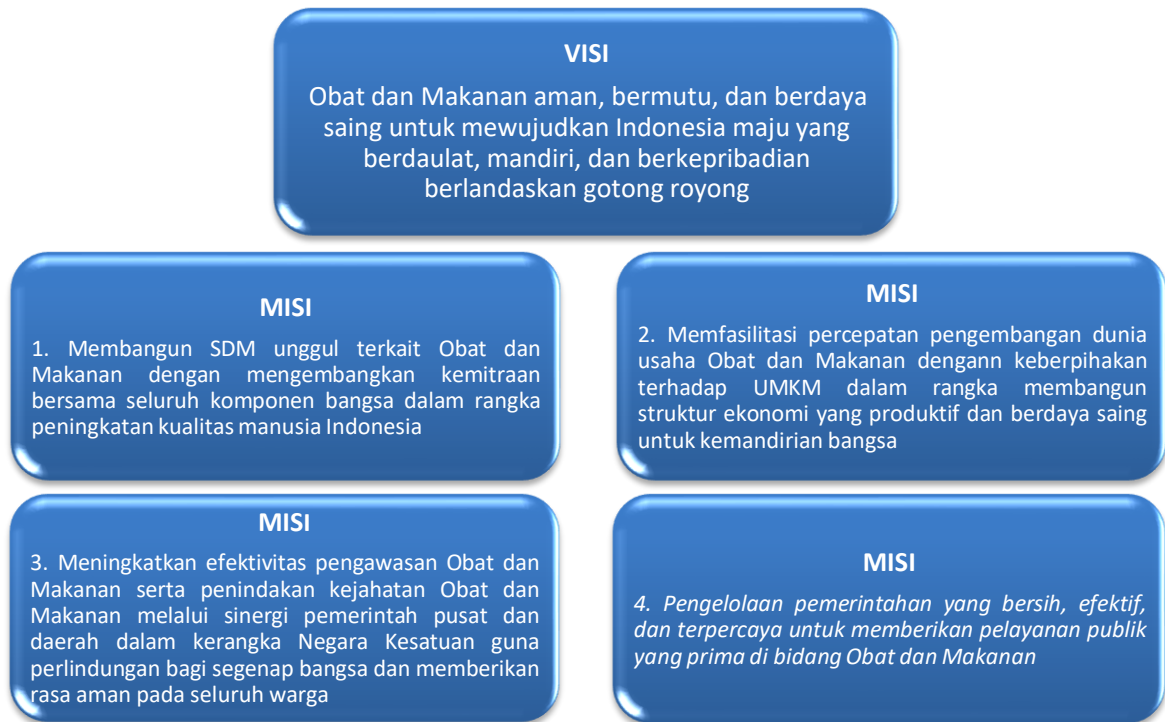 VISI
Obat dan Makanan aman, bermutu, dan berdaya
saing untuk mewujudkan Indonesia maju yang
berdaulat, mandiri, dan berkepribadian
berlandaskan gotong royong
MISI
1. Membangun SDM unggul terkait Obat dan
Makanan dengan mengembangkan kemitraan
bersama seluruh komponen bangsa dalam rangka
peningkatan kualitas manusia Indonesia
MISI
2. Memfasilitasi percepatan pengembangan dunia
usaha Obat dan Makanan dengann keberpihakan
terhadap UMKM dalam rangka membangun
struktur ekonomi yang produktif dan berdaya saing
untuk kemandirian bangsa
MISI
3. Meningkatkan efektivitas pengawasan Obat dan
Makanan serta penindakan kejahatan Obat dan
Makanan melalui sinergi pemerintah pusat dan
daerah dalam kerangka Negara Kesatuan guna
perlindungan bagi segenap bangsa dan memberikan
rasa aman pada seluruh warga
MISI
4. Pengelolaan pemerintahan yang bersih, efektif,
dan terpercaya untuk memberikan pelayanan publik
yang prima di bidang Obat dan Makanan